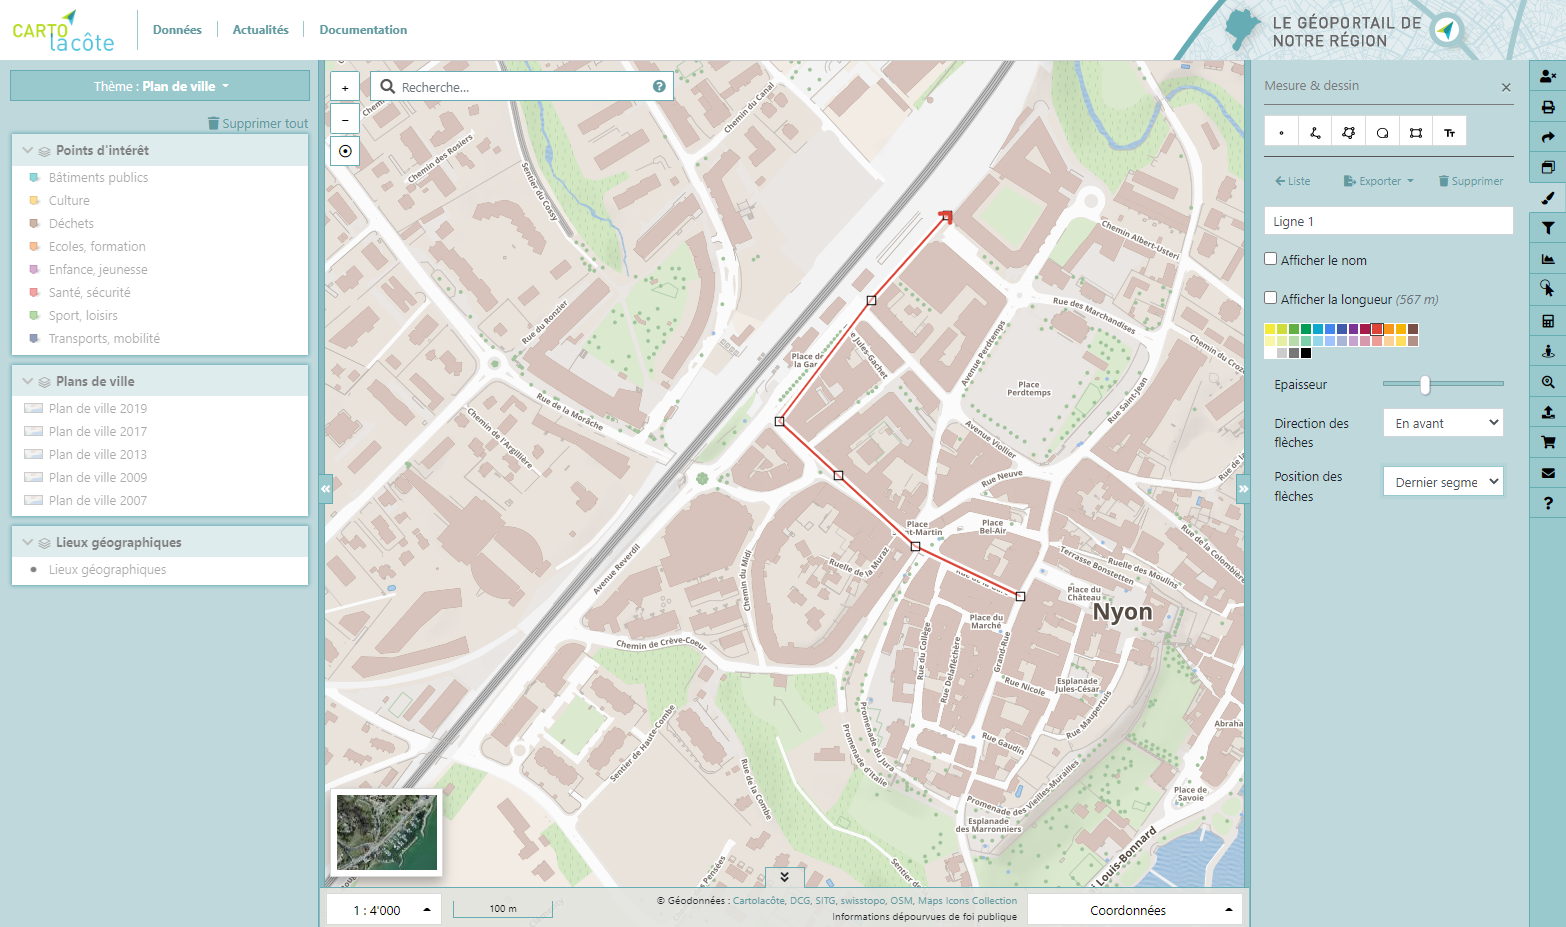 CARTO
lacôte
Données
Actualités
Documentation
LE GÉOPORTAIL DE
NOTRE RÉGION
Thème : Plan de ville
Supprimer tout
Points d'intérêt
Bâtiments publics
Culture
Déchets
Ecoles, formation
Enfance, jeunesse
Santé, sécurité
Sport, loisirs
Transports, mobilité
Plans de ville
Plan de ville 2019
Plan de ville 2017
Plan de ville 2013
Plan de ville 2009
Plan de ville 2007
Lieux géographiques
Lieux géographiques
+
−
Recherche...
?
Chemin du Canal
Chemin des Rosiers
Sentier du Cossy
Rue du Ronzier
Rue de la Morâche
Chemin de l'Argillière
Place de
la Gar
e Jules-Gachet
Avenue Perdtemps
Rue des Marchandises
Chemin Albert-Usteri
Chemin du Croz
Place
Perdtemps
Rue Saint-Jean
Avenue Viollier
Rue Neuve
Rue de la
Place
nt-Martin
Place
Bel-Air
Rue de la Colombière
Terrasse Bonstetten
Ruelle des Moulins
Ruelle de la Muraz
Chemin du Midi
Avenue Reverdil
Place du
Château
Nyon
Place du
Marché
Rue du Collège
Rue Delafléchère
Grand-Rue
Chemin de Crève-Coeur
Rue Nicole
Esplanade
Jules-César
Rue Maupertuis
Rue Gaudin
Promenade du Jura
Promenade d'Italie
Promenade des Vieilles-Murailles
Esplanade
des Marronniers
Sentier de Haute-Combe
Rue de la Combe
Place de
Savoie
Abraha
Louis-Bonnard
Pensées
Sentier de
1 : 4'000
100 m
© Géodonnées : Cartolacôte, DCG, SITG, swisstopo, OSM, Maps Icons Collection
Informations dépourvues de foi publique
Coordonnées
Mesure & dessin
×
Liste
Exporter
Supprimer
Ligne 1
Afficher le nom
Afficher la longueur (567 m)
Epaisseur
Direction des
flèches
En avant
Position des
flèches
Dernier segme
?